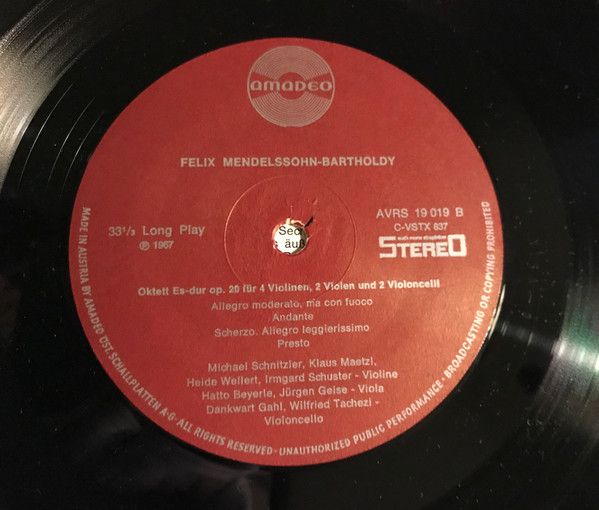 AMADEO
FELIX MENDELSSOHN-BARTHOLDY
33⅓ Long Play
℗ 1967
AVRS 19 019 B
C-VSTX 837
STEREO
Sec
äuß
Oktett Es-dur op. 20 für 4 Violinen, 2 Violen und 2 Violoncelli
Allegro moderato, ma con fuoco
Andante
Scherzo. Allegro leggierissimo
Presto
Michael Schnitzler, Klaus Maetzl,
Heide Wellert, Irmgard Schuster - Violine
Hatto Beyerle, Jürgen Geise - Viola
Dankwart Gahl, Wilfried Tachezi -
Violoncello
MADE IN AUSTRIA BY AMADEO ÖST. SCHALLPLATTEN A·G · ALL RIGHTS RESERVED · UNAUTHORIZED PUBLIC PERFORMANCE · BROADCASTING OR COPYING PROHIBITED